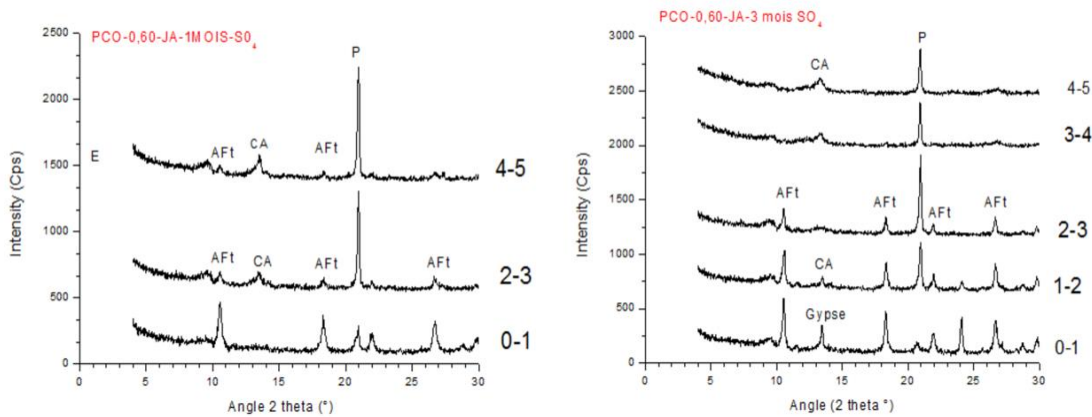 PCO-0,60-JA-1MOIS-S0₄
2500
2000
1500
1000
500
0
Intensity (Cps)
P
E
AFt
CA
AFt
4-5
AFt
CA
AFt
AFt
2-3
0-1
0
5
10
15
20
25
30
Angle 2 theta (°)
PCO-0,60-JA-3 mois SO₄
3000
2500
2000
1500
1000
500
0
Intensity (Cps)
P
CA
4-5
3-4
AFt
AFt
AFt
AFt
2-3
CA
1-2
Gypse
0-1
0
5
10
15
20
25
30
Angle (2 theta °)